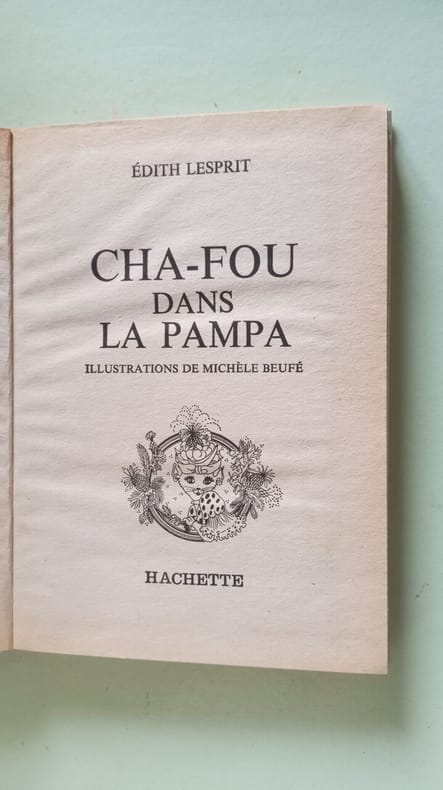 ÉDITH LESPRIT
CHA-FOU
DANS
LA PAMPA
ILLUSTRATIONS DE MICHÈLE BEUFÉ
HACHETTE